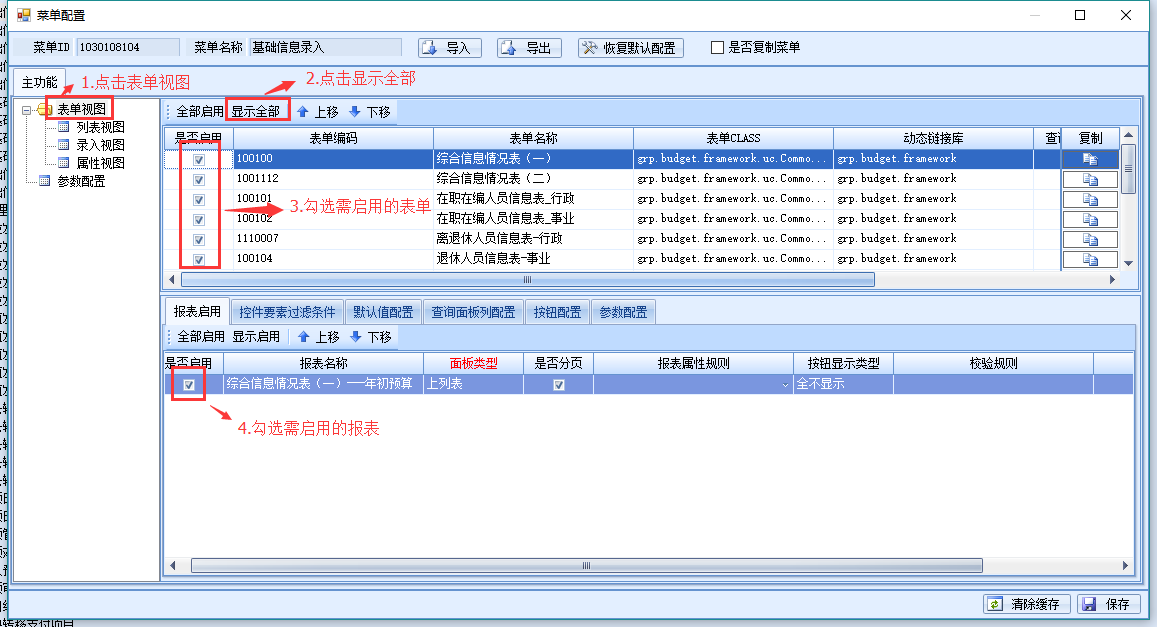 菜单配置
菜单ID 1030108104 菜单名称 基础信息录入 导入 导出 恢复默认配置 是否复制菜单
主功能 1.点击表单视图 2.点击显示全部
表单视图
列表视图
录入视图
属性视图
参数配置
全部启用 显示全部 上移 下移
是否启用 表单编码 表单名称 表单CLASS 动态链接库 查询 复制
100100 综合信息情况表（一） grp.budget.framework.uc.Commo... grp.budget.framework
1001112 综合信息情况表（二） grp.budget.framework.uc.Commo... grp.budget.framework
100101 在职在编人员信息表_行政 grp.budget.framework.uc.Commo... grp.budget.framework
3.勾选需启用的表单
100102 在职在编人员信息表_事业 grp.budget.framework.uc.Commo... grp.budget.framework
1110007 离退休人员信息表-行政 grp.budget.framework.uc.Commo... grp.budget.framework
100104 退休人员信息表-事业 grp.budget.framework.uc.Commo... grp.budget.framework
报表启用 控件要素过滤条件 默认值配置 查询面板列配置 按钮配置 参数配置
全部启用 显示启用 上移 下移
是否启用 报表名称 面板类型 是否分页 报表属性规则 按钮显示类型 校验规则
综合信息情况表（一）——年初预算 上列表 全不显示
4.勾选需启用的报表
清除缓存 保存
转移支付项目